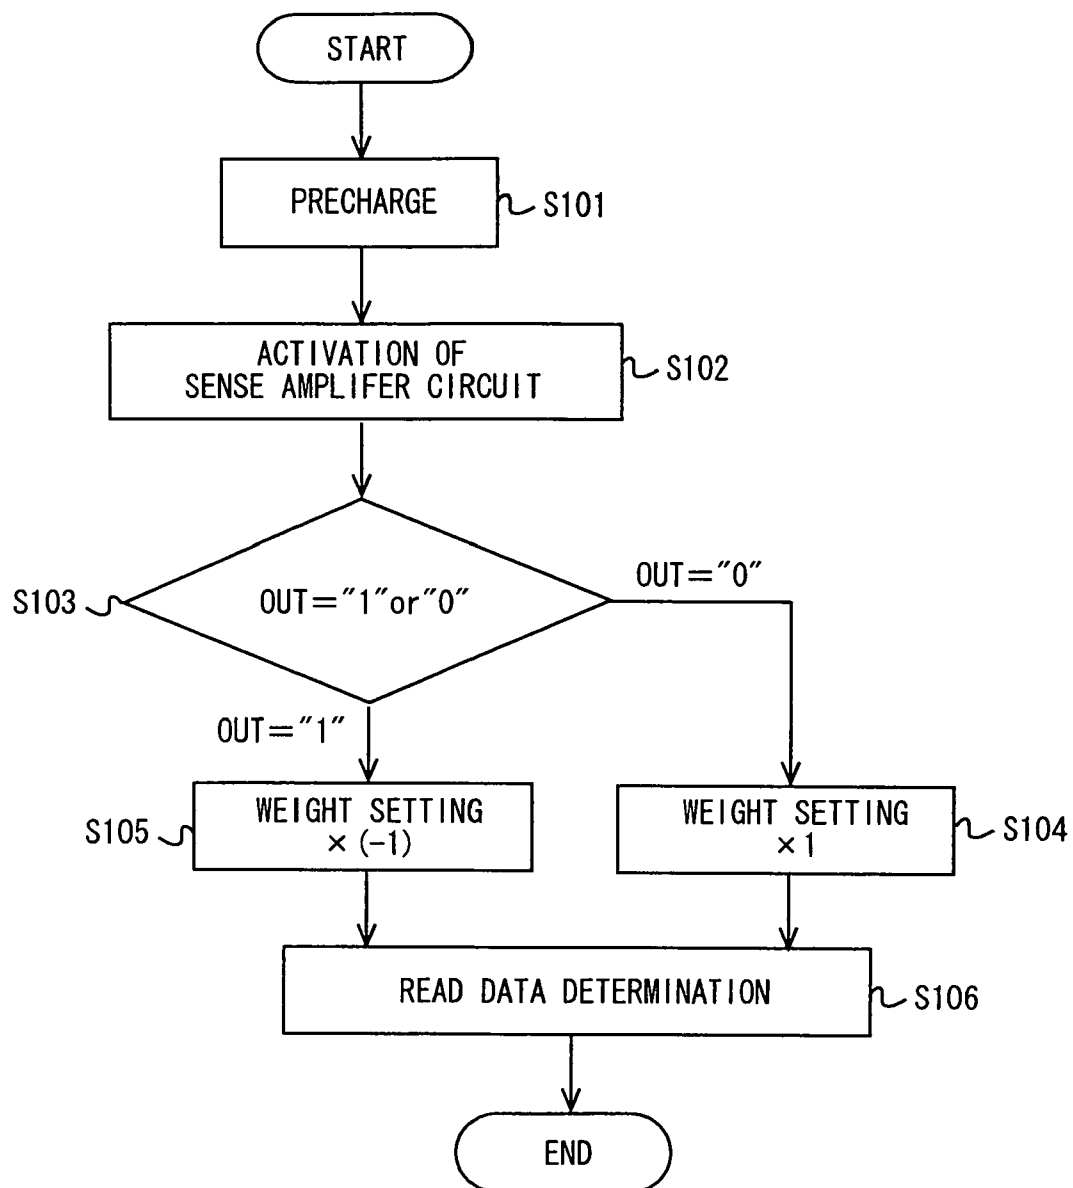 START
PRECHARGE
S101
ACTIVATION OF
SENSE AMPLIFER CIRCUIT
S102
S103
OUT="1"or"0"
OUT="0"
OUT="1"
S105
WEIGHT SETTING
×(-1)
WEIGHT SETTING
×1
S104
READ DATA DETERMINATION
S106
END